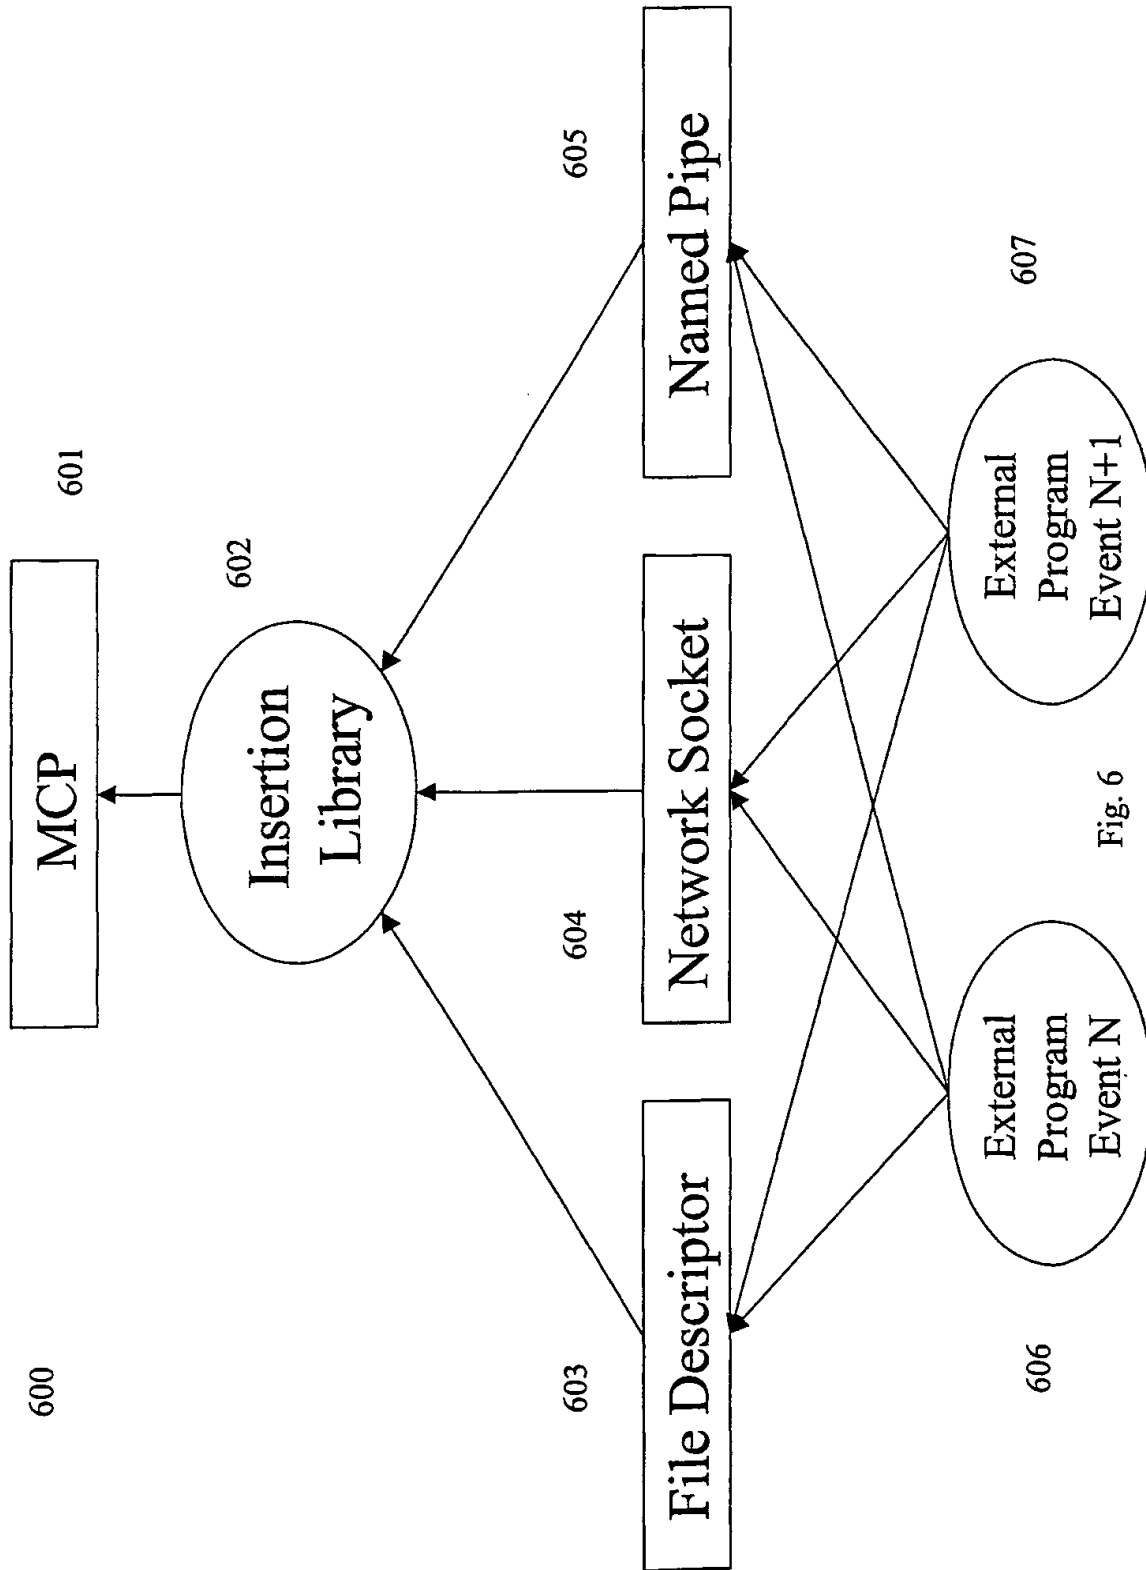 600
MCP
601
Insertion
Library
602
603
604
605
File Descriptor
Network Socket
Named Pipe
606
External
Program
Event N
External
Program
Event N+1
607
Fig. 6